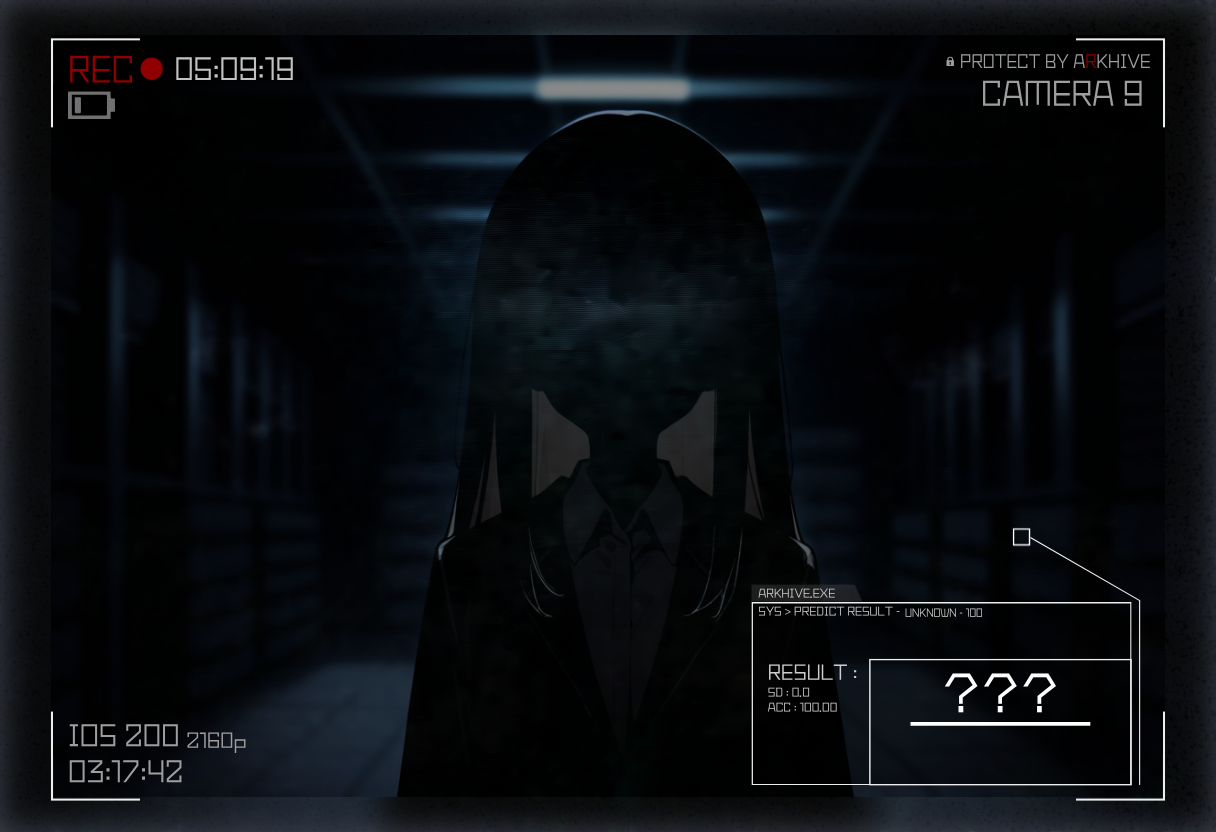 REC 05:09:19
PROTECT BY ARKHIVE
CAMERA 9
ARKHIVE.EXE
SYS > PREDICT RESULT - UNKNOWN - 100
RESULT :
???
SD : 0.0
ACC : 100.00
IOS 200 2160p
03:17:42